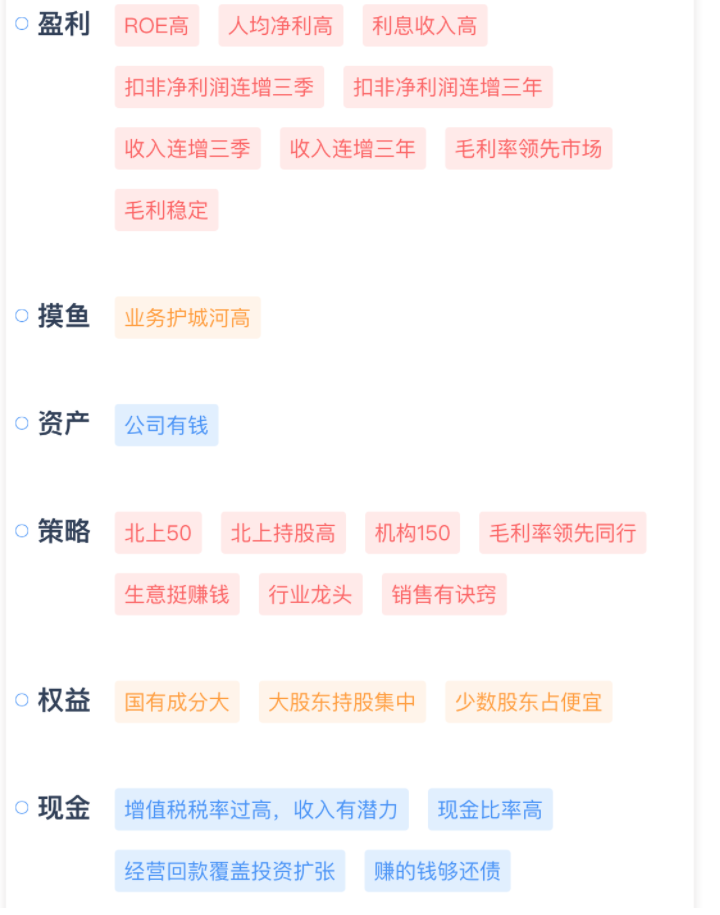 盈利 ROE高 人均净利高 利息收入高
扣非净利润连增三季 扣非净利润连增三年
收入连增三季 收入连增三年 毛利率领先市场
毛利稳定
摸鱼 业务护城河高
资产 公司有钱
策略 北上50 北上持股高 机构150 毛利率领先同行
生意挺赚钱 行业龙头 销售有诀窍
权益 国有成分大 大股东持股集中 少数股东占便宜
现金 增值税税率过高，收入有潜力 现金比率高
经营回款覆盖投资扩张 赚的钱够还债